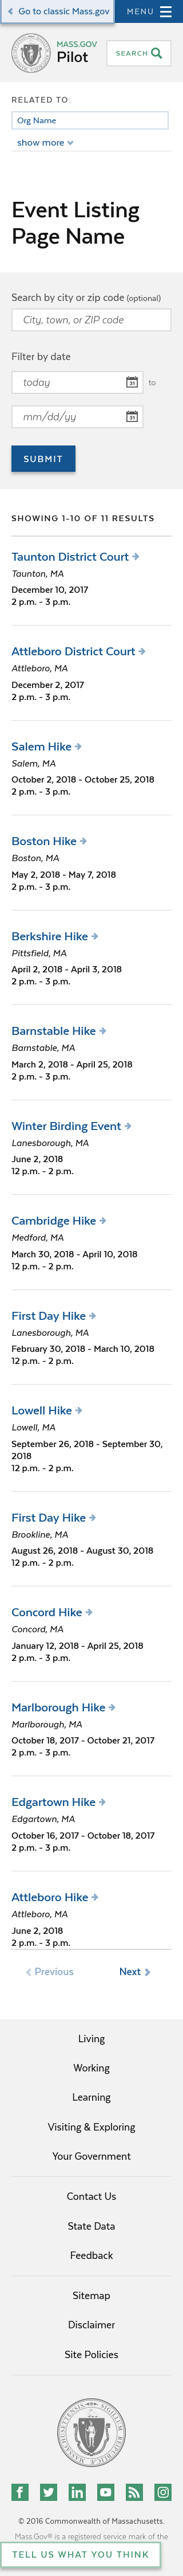 Go to classic Mass.gov
MENU
MASS.GOV
Pilot
SEARCH
RELATED TO:
Org Name
show more
Event Listing
Page Name
Search by city or zip code (optional)
City, town, or ZIP code
Filter by date
today
31
to
mm/dd/yy
31
SUBMIT
SHOWING 1-10 OF 11 RESULTS
Taunton District Court
Taunton, MA
December 10, 2017
2 p.m. - 3 p.m.
Attleboro District Court
Attleboro, MA
December 2, 2017
2 p.m. - 3 p.m.
Salem Hike
Salem, MA
October 2, 2018 - October 25, 2018
2 p.m. - 3 p.m.
Boston Hike
Boston, MA
May 2, 2018 - May 7, 2018
2 p.m. - 3 p.m.
Berkshire Hike
Pittsfield, MA
April 2, 2018 - April 3, 2018
2 p.m. - 3 p.m.
Barnstable Hike
Barnstable, MA
March 2, 2018 - April 25, 2018
2 p.m. - 3 p.m.
Winter Birding Event
Lanesborough, MA
June 2, 2018
12 p.m. - 2 p.m.
Cambridge Hike
Medford, MA
March 30, 2018 - April 10, 2018
12 p.m. - 2 p.m.
First Day Hike
Lanesborough, MA
February 30, 2018 - March 10, 2018
12 p.m. - 2 p.m.
Lowell Hike
Lowell, MA
September 26, 2018 - September 30,
2018
12 p.m. - 2 p.m.
First Day Hike
Brookline, MA
August 26, 2018 - August 30, 2018
12 p.m. - 2 p.m.
Concord Hike
Concord, MA
January 12, 2018 - April 25, 2018
2 p.m. - 3 p.m.
Marlborough Hike
Marlborough, MA
October 18, 2017 - October 21, 2017
2 p.m. - 3 p.m.
Edgartown Hike
Edgartown, MA
October 16, 2017 - October 18, 2017
2 p.m. - 3 p.m.
Attleboro Hike
Attleboro, MA
June 2, 2018
2 p.m. - 3 p.m.
Previous
Next
Living
Working
Learning
Visiting & Exploring
Your Government
Contact Us
State Data
Feedback
Sitemap
Disclaimer
Site Policies
© 2016 Commonwealth of Massachusetts.
Mass.Gov® is a registered service mark of the
TELL US WHAT YOU THINK